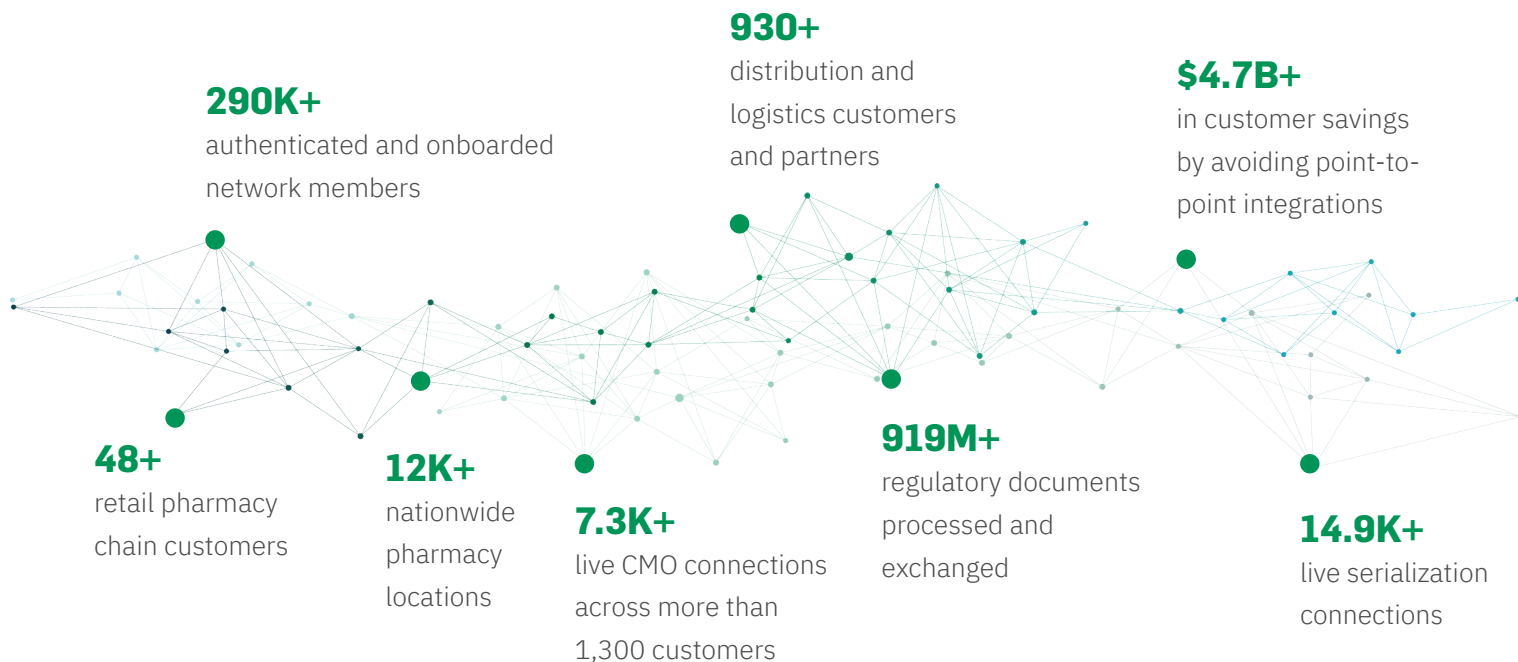 290K+
authenticated and onboarded
network members
930+
distribution and
logistics customers
and partners
$4.7B+
in customer savings
by avoiding point-to-
point integrations
48+
retail pharmacy
chain customers
12K+
nationwide
pharmacy
locations
7.3K+
live CMO connections
across more than
1,300 customers
919M+
regulatory documents
processed and
exchanged
14.9K+
live serialization
connections